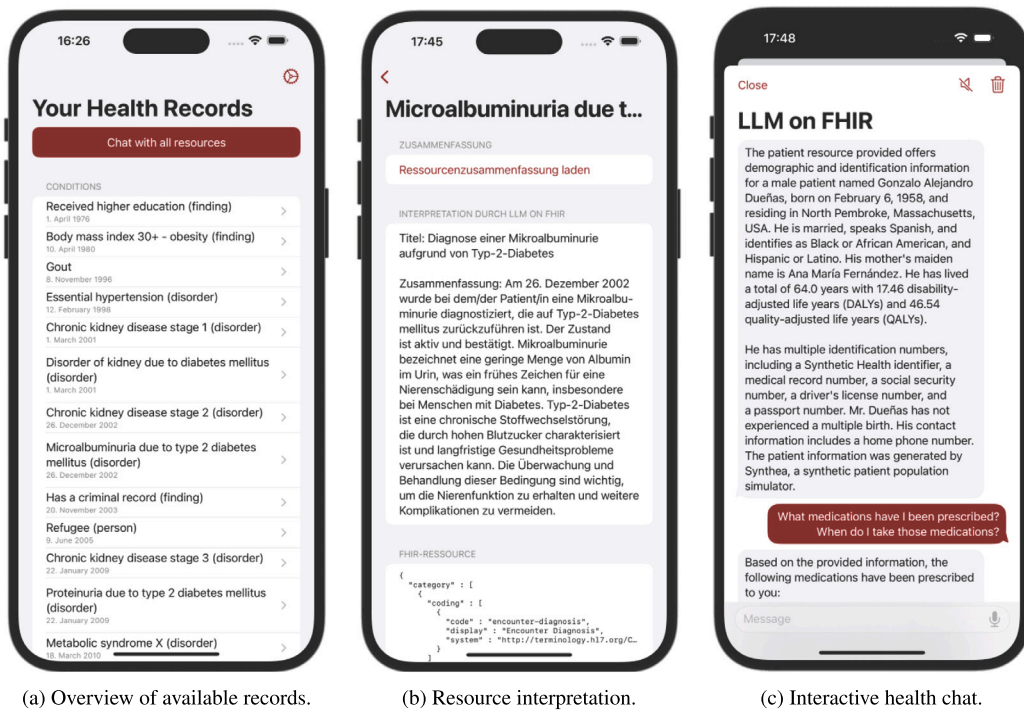 16:26
Your Health Records
Chat with all resources
CONDITIONS
Received higher education (finding)
1. April 1976
Body mass index 30+ - obesity (finding)
10. April 1980
Gout
8. November 1996
Essential hypertension (disorder)
12. February 1998
Chronic kidney disease stage 1 (disorder)
1. March 2001
Disorder of kidney due to diabetes mellitus
(disorder)
1. March 2001
Chronic kidney disease stage 2 (disorder)
26. December 2002
Microalbuminuria due to type 2 diabetes
mellitus (disorder)
26. December 2002
Has a criminal record (finding)
20. November 2003
Refugee (person)
9. June 2005
Chronic kidney disease stage 3 (disorder)
22. January 2009
Proteinuria due to type 2 diabetes mellitus
(disorder)
22. January 2009
Metabolic syndrome X (disorder)
18. March 2010
(a) Overview of available records.
17:45
Microalbuminuria due t...
ZUSAMMENFASSUNG
Ressourcenzusammenfassung laden
INTERPRETATION DURCH LLM ON FHIR
Titel: Diagnose einer Mikroalbuminurie
aufgrund von Typ-2-Diabetes
Zusammenfassung: Am 26. Dezember 2002
wurde bei dem/der Patient/in eine Mikroalbu-
minurie diagnostiziert, die auf Typ-2-Diabetes
mellitus zurückzuführen ist. Der Zustand
ist aktiv und bestätigt. Mikroalbuminurie
bezeichnet eine geringe Menge von Albumin
im Urin, was ein frühes Zeichen für eine
Nierenschädigung sein kann, insbesondere
bei Menschen mit Diabetes. Typ-2-Diabetes
ist eine chronische Stoffwechselstörung,
die durch hohen Blutzucker charakterisiert
ist und langfristige Gesundheitsprobleme
verursachen kann. Die Überwachung und
Behandlung dieser Bedingung sind wichtig,
um die Nierenfunktion zu erhalten und weitere
Komplikationen zu vermeiden.
FHIR-RESSOURCE
{
"category" : [
{
"coding" : [
{
"code" : "encounter-diagnosis",
"display" : "Encounter Diagnosis",
"system" : "http://terminology.hl7.org/C…
}
]
(b) Resource interpretation.
17:48
Close
LLM on FHIR
The patient resource provided offers
demographic and identification information
for a male patient named Gonzalo Alejandro
Dueñas, born on February 6, 1958, and
residing in North Pembroke, Massachusetts,
USA. He is married, speaks Spanish, and
identifies as Black or African American, and
Hispanic or Latino. His mother's maiden
name is Ana María Fernández. He has lived
a total of 64.0 years with 17.46 disability-
adjusted life years (DALYs) and 46.54
quality-adjusted life years (QALYs).
He has multiple identification numbers,
including a Synthetic Health identifier, a
medical record number, a social security
number, a driver's license number, and
a passport number. Mr. Dueñas has not
experienced a multiple birth. His contact
information includes a home phone number.
The patient information was generated by
Synthea, a synthetic patient population
simulator.
What medications have I been prescribed?
When do I take those medications?
Based on the provided information, the
following medications have been prescribed
to you:
Message
(c) Interactive health chat.